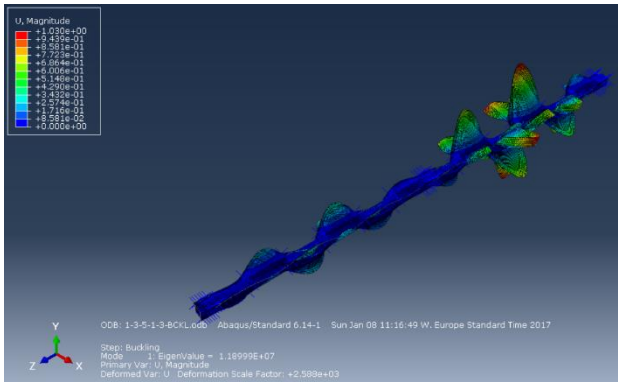 U, Magnitude
+1.030e+00
+9.439e-01
+8.581e-01
+7.723e-01
+6.864e-01
+6.006e-01
+5.148e-01
+4.290e-01
+3.432e-01
+2.574e-01
+1.716e-01
+8.581e-02
+0.000e+00
Y
Z
X
ODB: 1-3-5-1-3-BCKL.odb Abaqus/Standard 6.14-1 Sun Jan 08 11:16:49 W. Europe Standard Time 2017
Step: Buckling
Mode 1: EigenValue = 1.18999E+07
Primary Var: U, Magnitude
Deformed Var: U Deformation Scale Factor: +2.589e+03